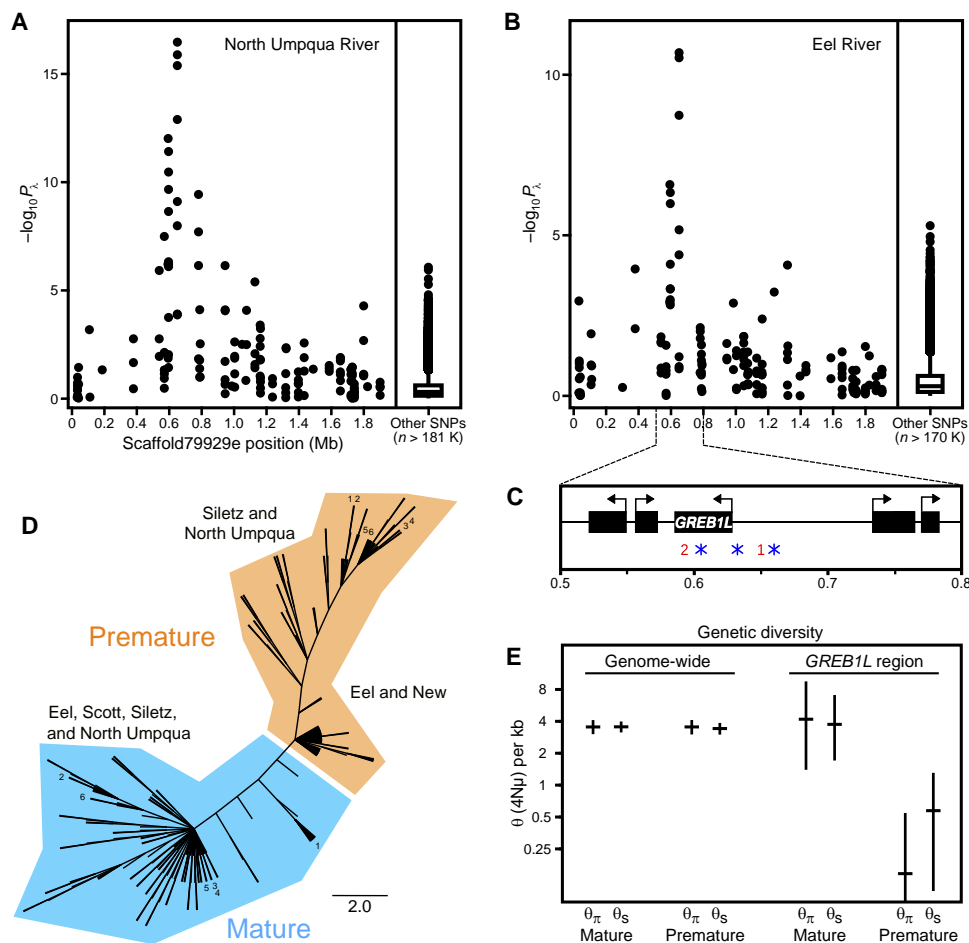 A
North Umpqua River
−log10Pλ
15
10
5
0
0 0.2 0.4 0.6 0.8 1.0 1.2 1.4 1.6 1.8
Scaffold79929e position (Mb)
Other SNPs
(n > 181 K)
B
Eel River
−log10Pλ
10
5
0
0 0.2 0.4 0.6 0.8 1.0 1.2 1.4 1.6 1.8
Other SNPs
(n > 170 K)
C
GREB1L
2 * * 1 *
0.5 0.6 0.7 0.8
D
Siletz and
North Umpqua
1 2
5 6
3 4
Premature
Eel and New
Eel, Scott, Siletz,
and North Umpqua
2
6
1
5 3
4
Mature
2.0
E
Genetic diversity
Genome-wide
GREB1L region
θ (4Nμ) per kb
8
4
2
1
0.5
0.25
θπ θS θπ θS θπ θS θπ θS
Mature Premature Mature Premature